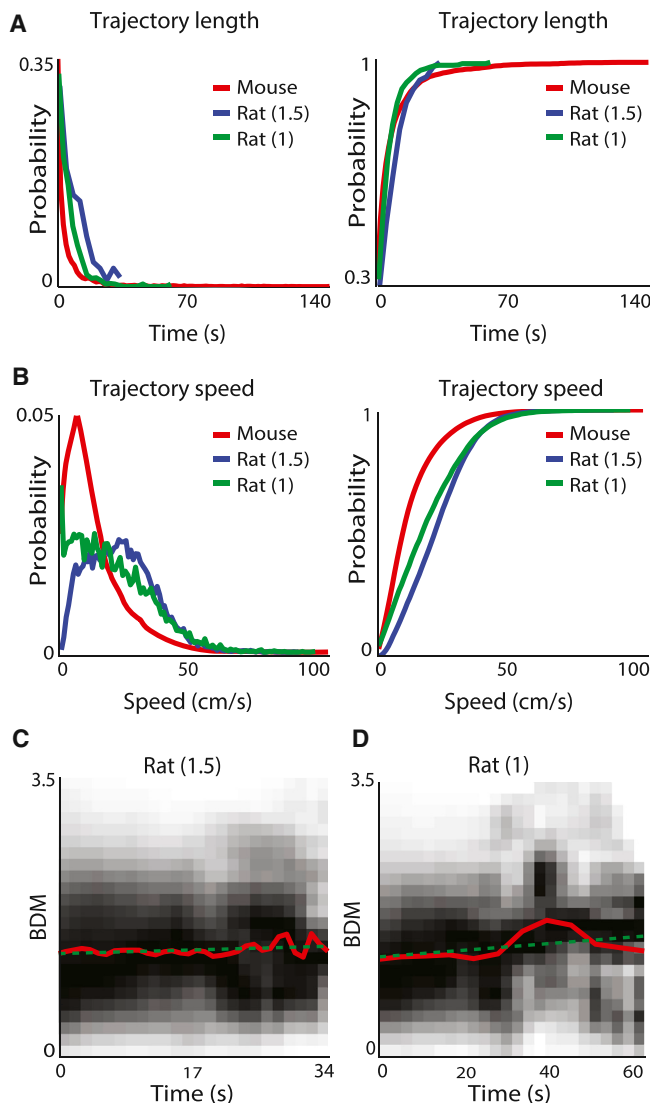 A
Trajectory length
0.35
Probability
0
Mouse
Rat (1.5)
Rat (1)
0
70
140
Time (s)
Trajectory length
1
Probability
0.3
Mouse
Rat (1.5)
Rat (1)
0
70
140
Time (s)
B
Trajectory speed
0.05
Probability
0
Mouse
Rat (1.5)
Rat (1)
0
50
100
Speed (cm/s)
Trajectory speed
1
Probability
0
Mouse
Rat (1.5)
Rat (1)
0
50
100
Speed (cm/s)
C
Rat (1.5)
3.5
BDM
0
0
17
34
Time (s)
D
Rat (1)
3.5
BDM
0
0
20
40
60
Time (s)